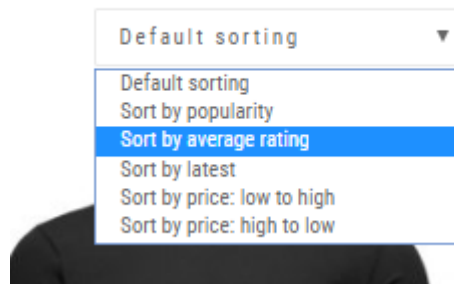 Default sorting
Default sorting
Sort by popularity
Sort by average rating
Sort by latest
Sort by price: low to high
Sort by price: high to low